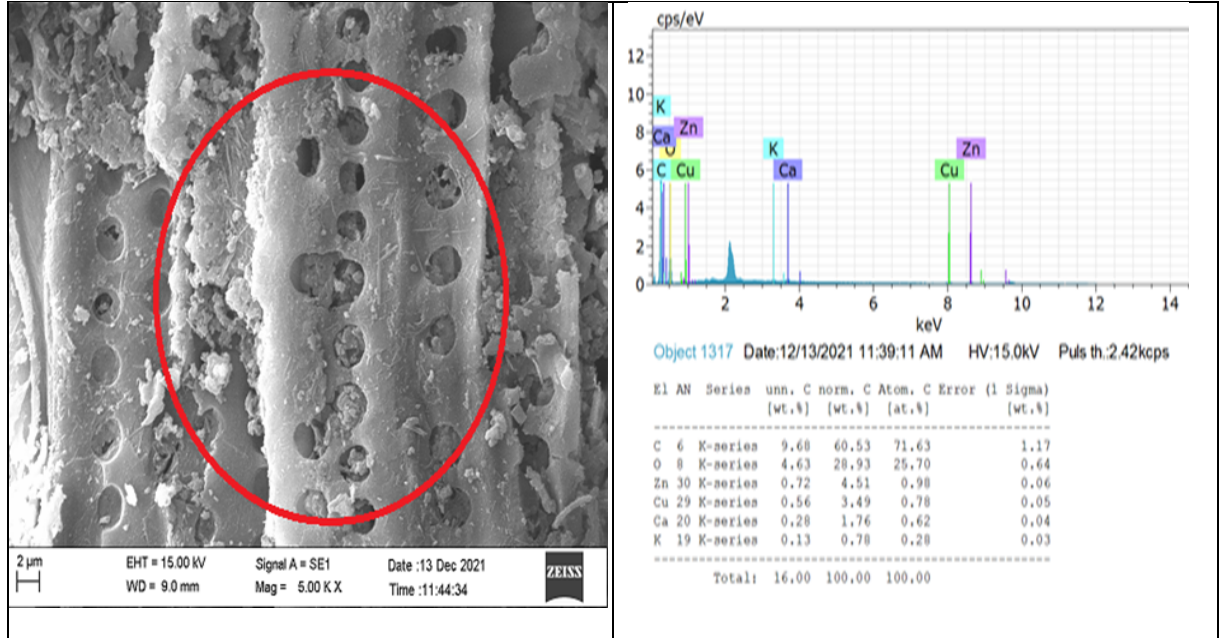 2 µm
EHT = 15.00 kV
WD = 9.0 mm
Signal A = SE1
Mag = 5.00 K X
Date :13 Dec 2021
Time :11:44:34
ZEISS
cps/eV
12
10
8
6
4
2
0
K
Ca
O
Zn
C
Cu
K
Ca
Cu
Zn
2 4 6 8 10 12 14
keV
Object 1317 Date:12/13/2021 11:39:11 AM HV:15.0kV Puls th.:2.42kcps
El AN Series unn. C norm. C Atom. C Error (1 Sigma)
[wt.%] [wt.%] [at.%] [wt.%]
C 6 K-series 9.68 60.53 71.63 1.17
O 8 K-series 4.63 28.93 25.70 0.64
Zn 30 K-series 0.72 4.51 0.98 0.06
Cu 29 K-series 0.56 3.49 0.78 0.05
Ca 20 K-series 0.28 1.76 0.62 0.04
K 19 K-series 0.13 0.78 0.28 0.03
Total: 16.00 100.00 100.00